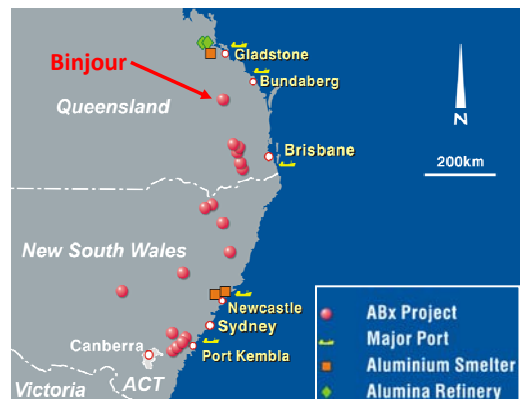 Gladstone
Binjour
Bundaberg
Queensland
N
Brisbane
200km
New South Wales
Newcastle
Sydney
Canberra
Port Kembla
ACT
Victoria
ABx Project
Major Port
Aluminium Smelter
Alumina Refinery